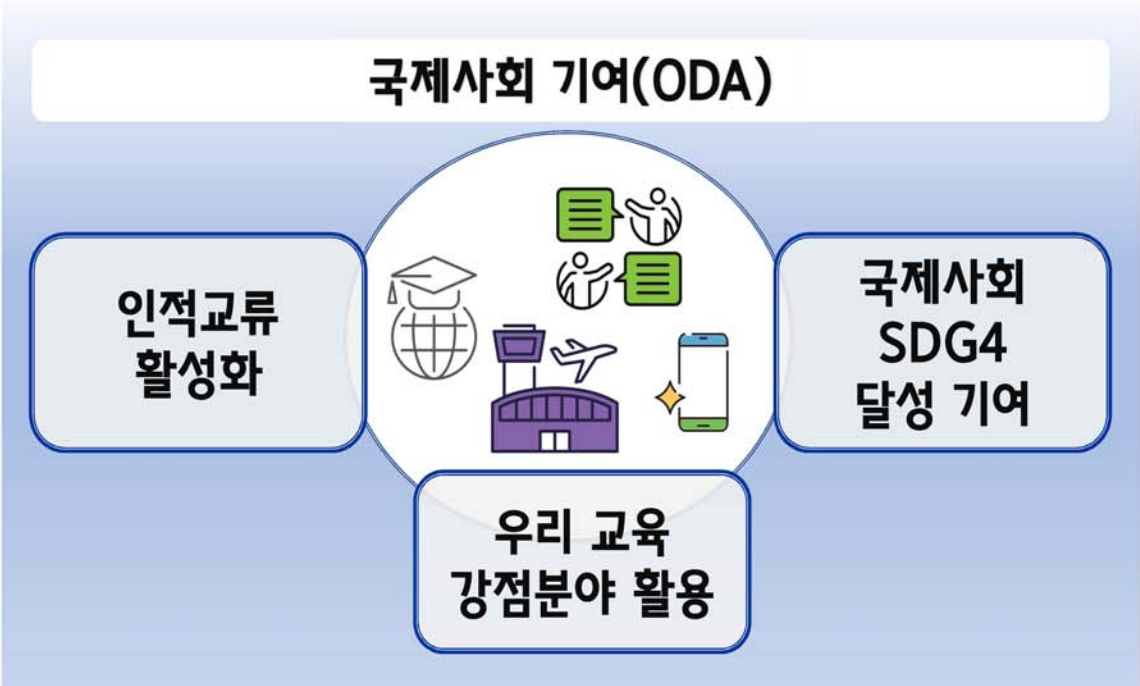 국제사회 기여(ODA)
인적교류
활성화
국제사회
SDG4
달성 기여
우리 교육
강점분야 활용